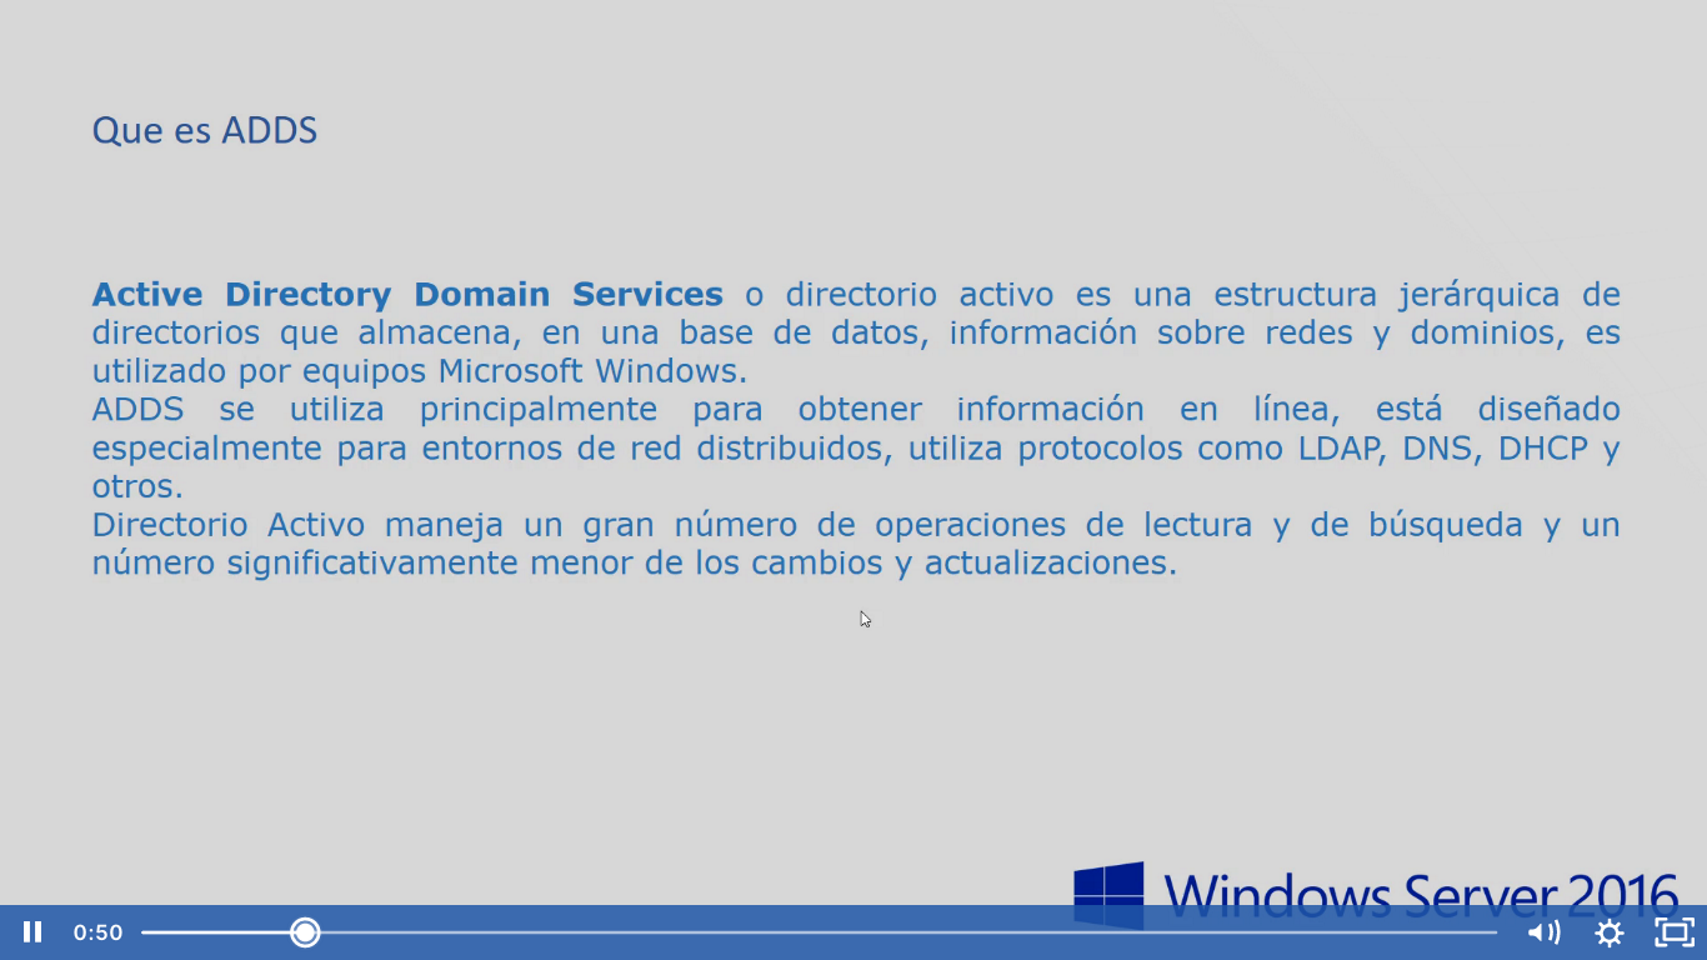 Que es ADDS
Active Directory Domain Services o directorio activo es una estructura jerárquica de
directorios que almacena, en una base de datos, información sobre redes y dominios, es
utilizado por equipos Microsoft Windows.
ADDS se utiliza principalmente para obtener información en línea, está diseñado
especialmente para entornos de red distribuidos, utiliza protocolos como LDAP, DNS, DHCP y
otros.
Directorio Activo maneja un gran número de operaciones de lectura y de búsqueda y un
número significativamente menor de los cambios y actualizaciones.
Windows Server 2016
0:50